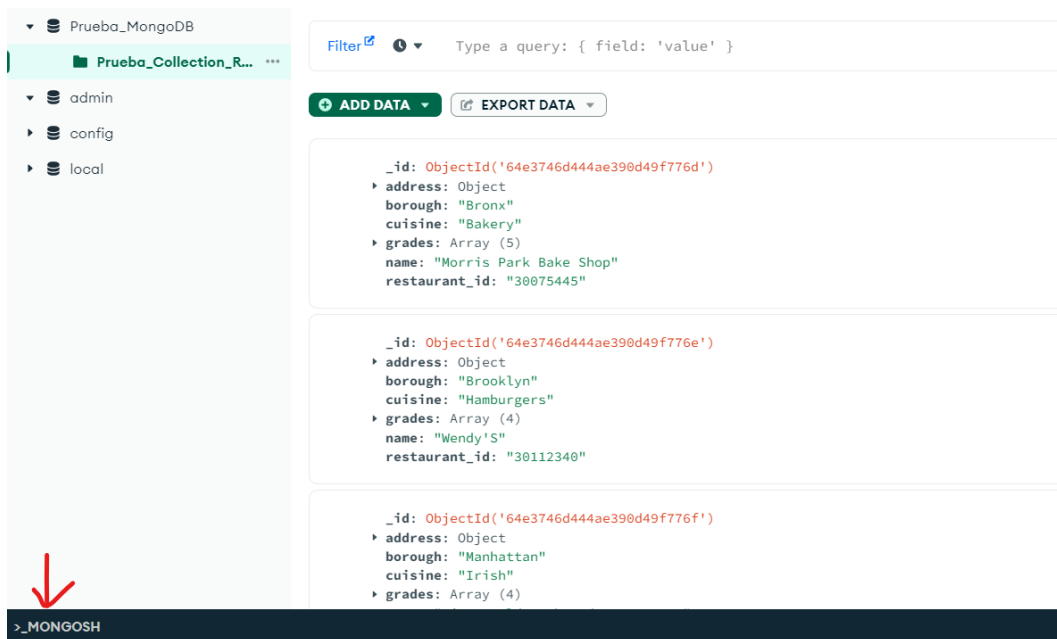 Prueba_MongoDB
Prueba_Collection_R... ...
admin
config
local
Filter Type a query: { field: 'value' }
ADD DATA EXPORT DATA
_id: ObjectId('64e3746d444ae390d49f776d')
address: Object
borough: "Bronx"
cuisine: "Bakery"
grades: Array (5)
name: "Morris Park Bake Shop"
restaurant_id: "30075445"
_id: ObjectId('64e3746d444ae390d49f776e')
address: Object
borough: "Brooklyn"
cuisine: "Hamburgers"
grades: Array (4)
name: "Wendy'S"
restaurant_id: "30112340"
_id: ObjectId('64e3746d444ae390d49f776f')
address: Object
borough: "Manhattan"
cuisine: "Irish"
grades: Array (4)
>_MONGOSH